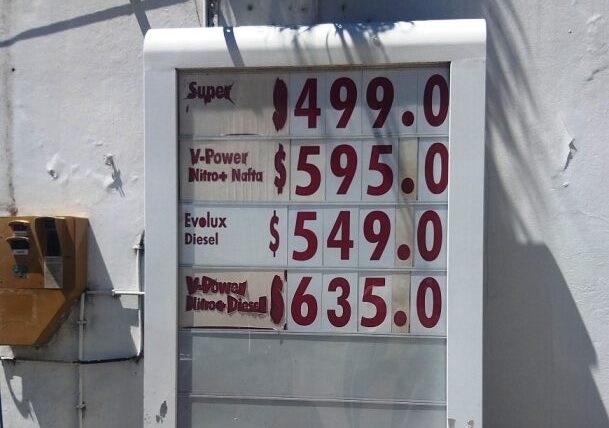 Super $499.0
V-Power
Nitro+ Nafta $595.0
Evolux
Diesel $549.0
V-Power
Nitro+ Diesel $635.0